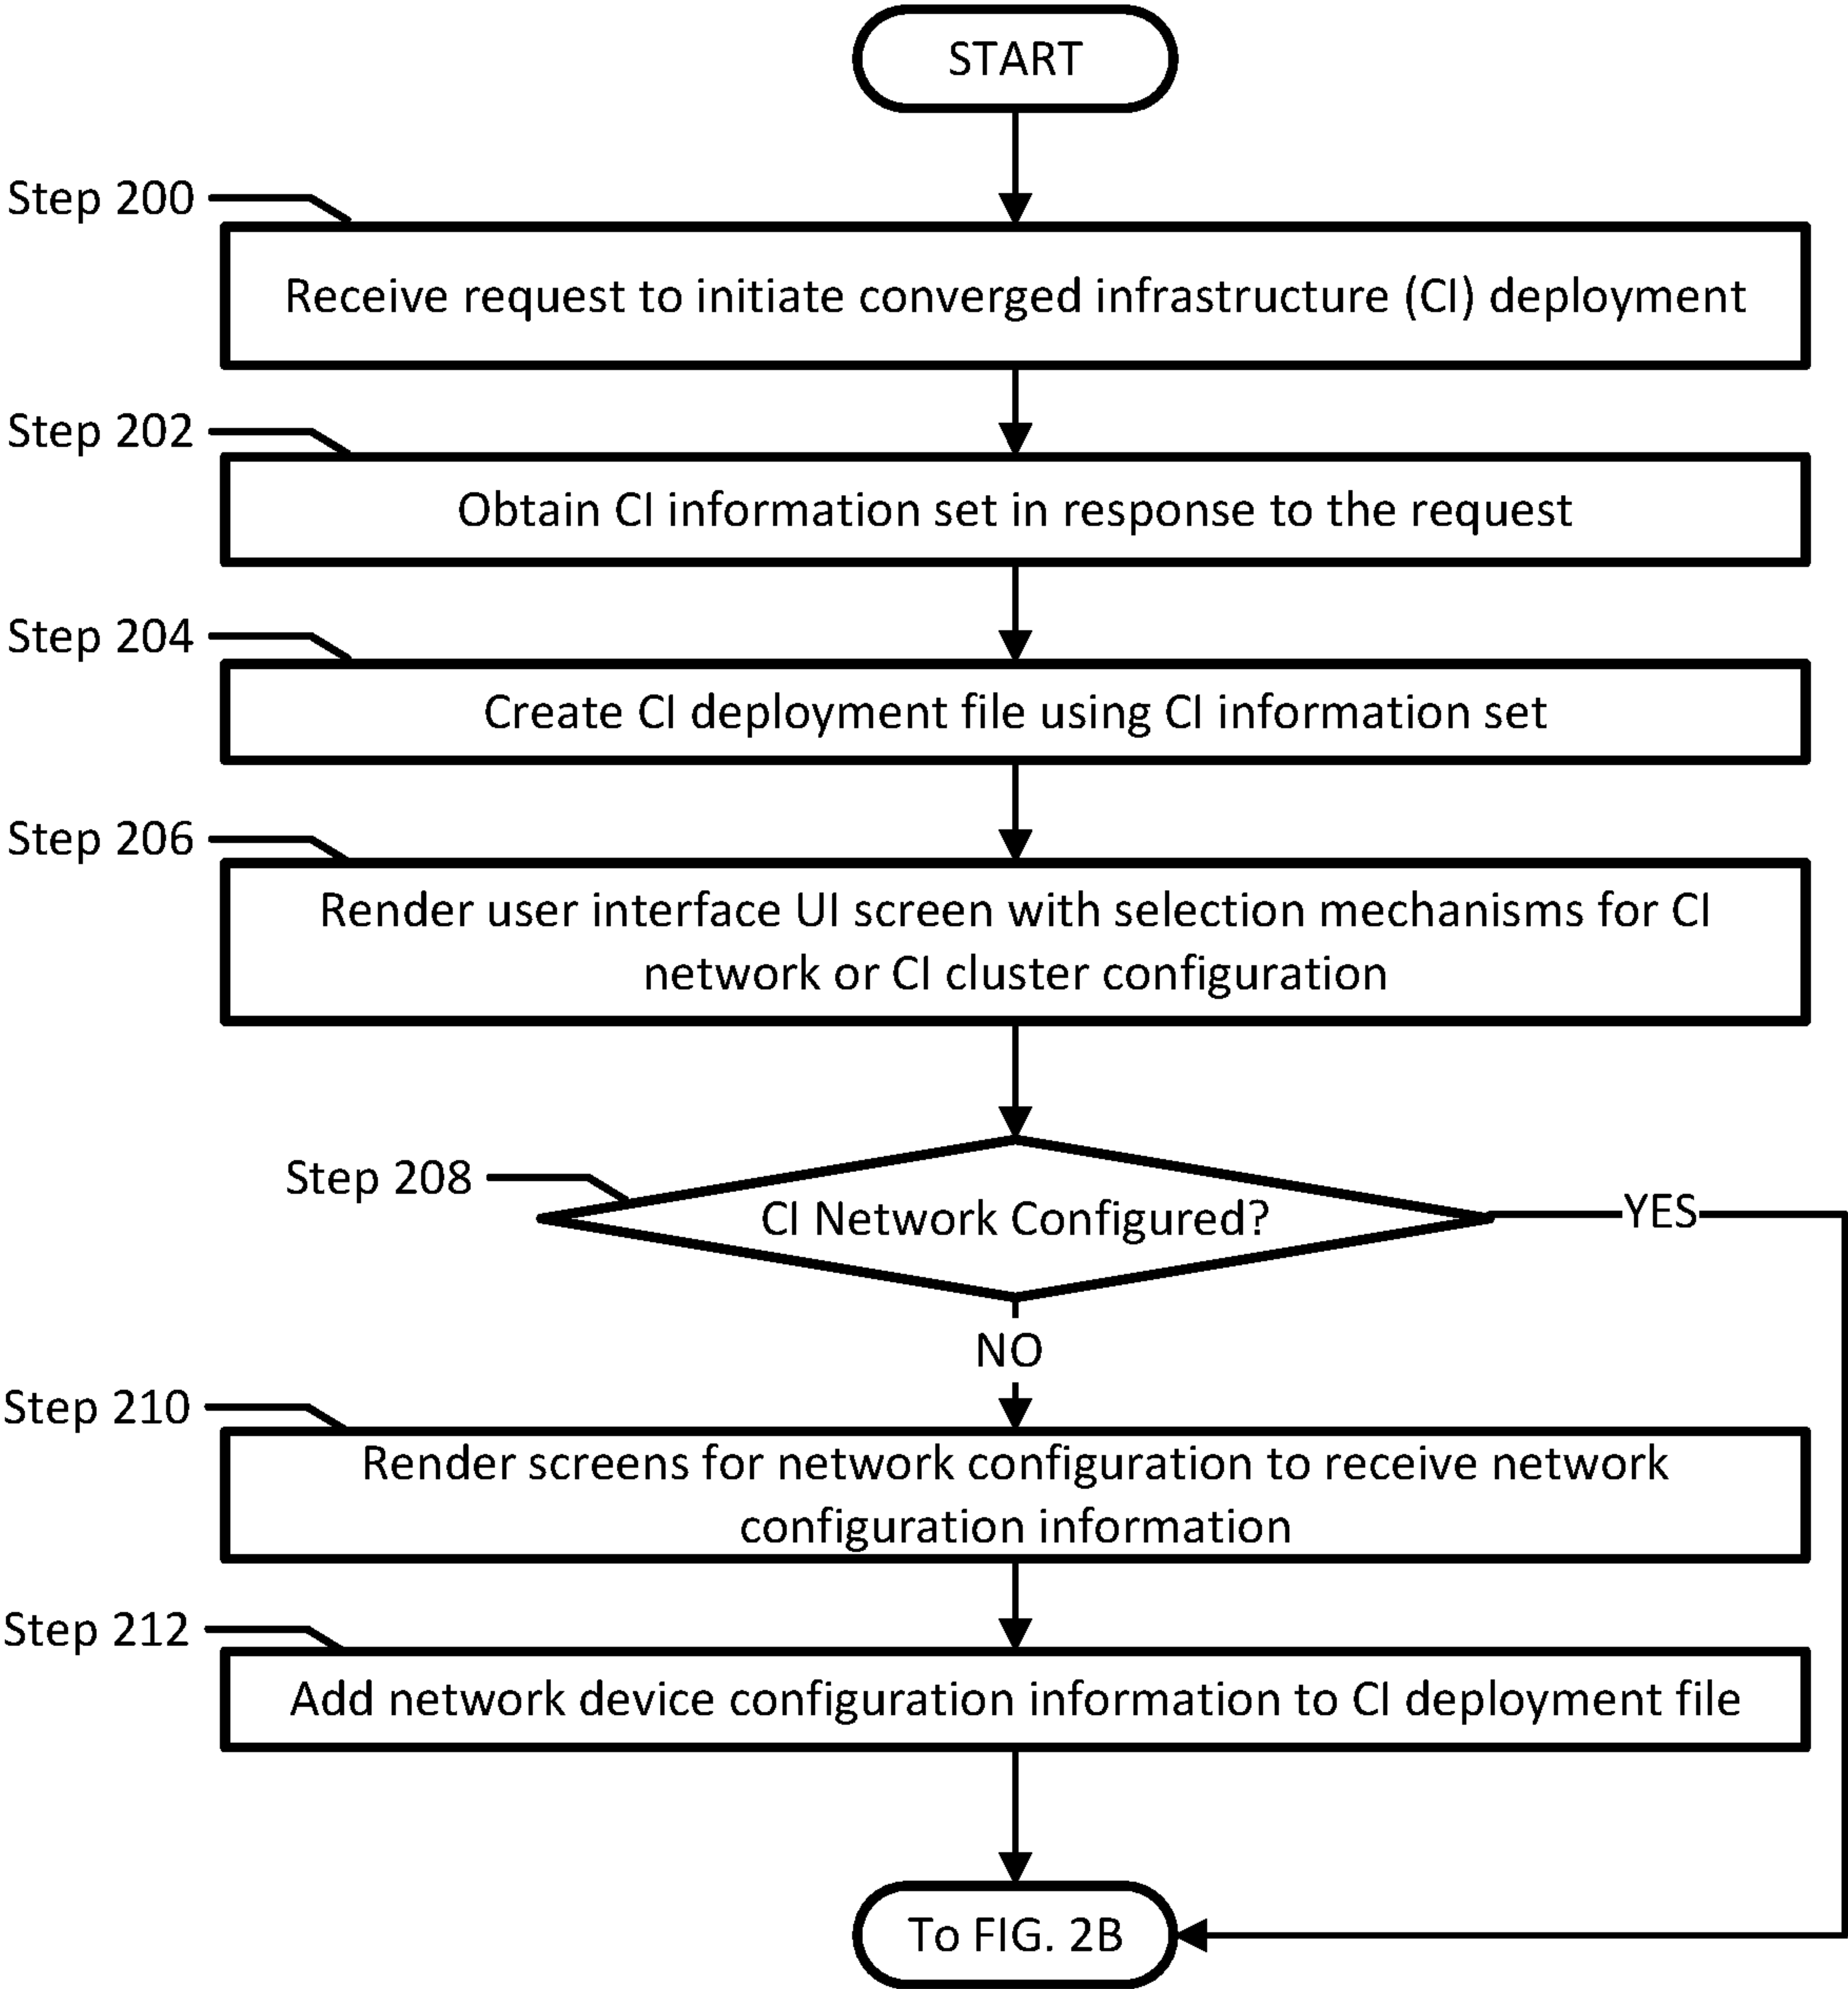 START
Step 200
Receive request to initiate converged infrastructure (CI) deployment
Step 202
Obtain CI information set in response to the request
Step 204
Create CI deployment file using CI information set
Step 206
Render user interface UI screen with selection mechanisms for CI
network or CI cluster configuration
Step 208
CI Network Configured?
YES
NO
Step 210
Render screens for network configuration to receive network
configuration information
Step 212
Add network device configuration information to CI deployment file
To FIG. 2B